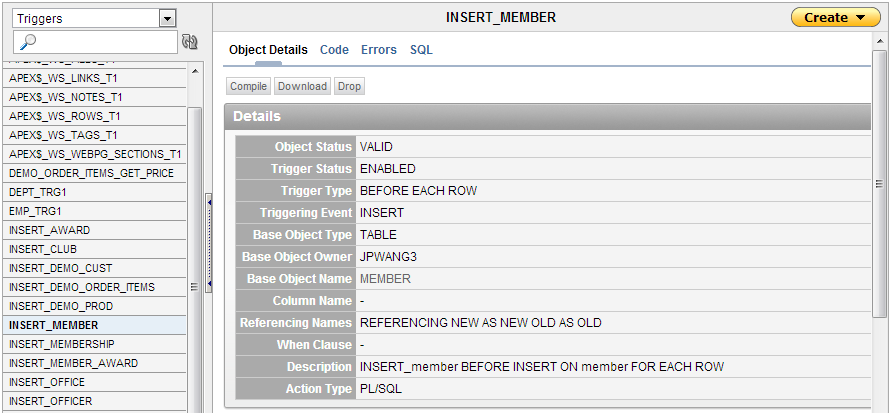 Triggers
APEX$_WS_LINKS_T1
APEX$_WS_NOTES_T1
APEX$_WS_ROWS_T1
APEX$_WS_TAGS_T1
APEX$_WS_WEBPG_SECTIONS_T1
DEMO_ORDER_ITEMS_GET_PRICE
DEPT_TRG1
EMP_TRG1
INSERT_AWARD
INSERT_CLUB
INSERT_DEMO_CUST
INSERT_DEMO_ORDER_ITEMS
INSERT_DEMO_PROD
INSERT_MEMBER
INSERT_MEMBERSHIP
INSERT_MEMBER_AWARD
INSERT_OFFICE
INSERT_OFFICER
INSERT_MEMBER
Create
Object Details Code Errors SQL
Compile Download Drop
Details
Object Status VALID
Trigger Status ENABLED
Trigger Type BEFORE EACH ROW
Triggering Event INSERT
Base Object Type TABLE
Base Object Owner JPWANG3
Base Object Name MEMBER
Column Name -
Referencing Names REFERENCING NEW AS NEW OLD AS OLD
When Clause -
Description INSERT_member BEFORE INSERT ON member FOR EACH ROW
Action Type PL/SQL